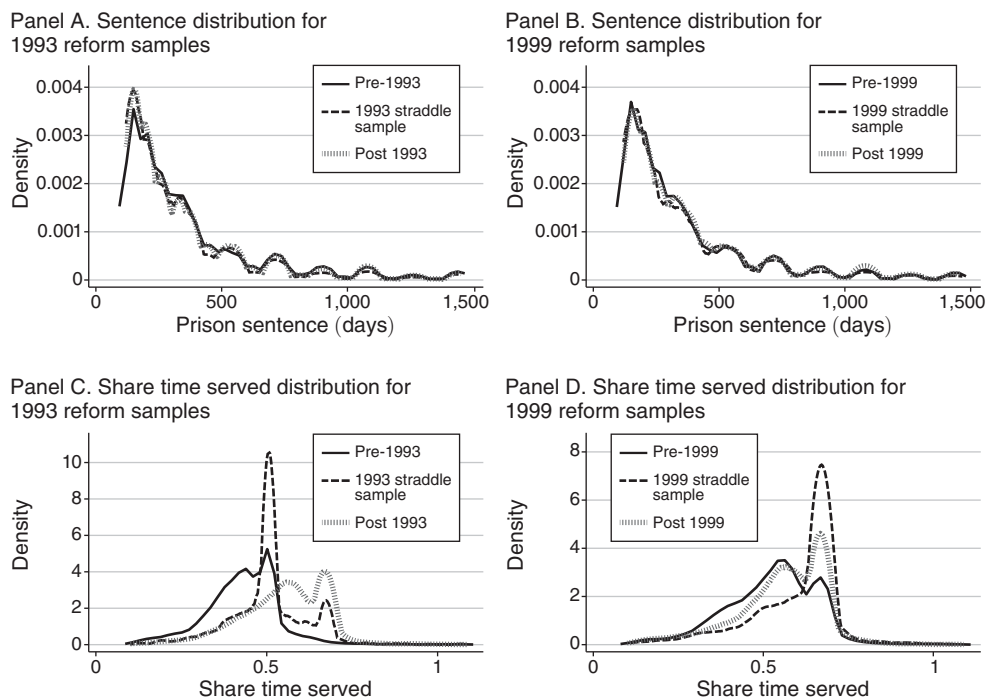 Panel A. Sentence distribution for
1993 reform samples
0.004
0.003
0.002
0.001
0
Density
Pre-1993
1993 straddle
sample
Post 1993
0
500
1,000
1,500
Prison sentence (days)
Panel B. Sentence distribution for
1999 reform samples
0.004
0.003
0.002
0.001
0
Density
Pre-1999
1999 straddle
sample
Post 1999
0
500
1,000
1,500
Prison sentence (days)
Panel C. Share time served distribution for
1993 reform samples
10
8
6
4
2
0
Density
Pre-1993
1993 straddle
sample
Post 1993
0
0.5
1
Share time served
Panel D. Share time served distribution for
1999 reform samples
8
6
4
2
0
Density
Pre-1999
1999 straddle
sample
Post 1999
0
0.5
1
Share time served